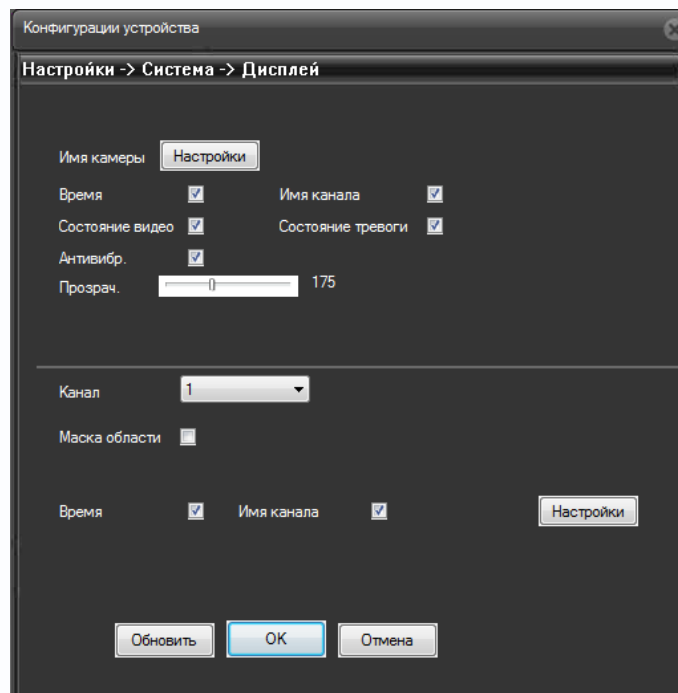 Конфигурации устройства
Настройки -> Система -> Дисплей
Имя камеры Настройки
Время Имя канала
Состояние видео Состояние тревоги
Антивибр.
Прозрач. 175
Канал 1
Маска области
Время Имя канала Настройки
Обновить OK Отмена